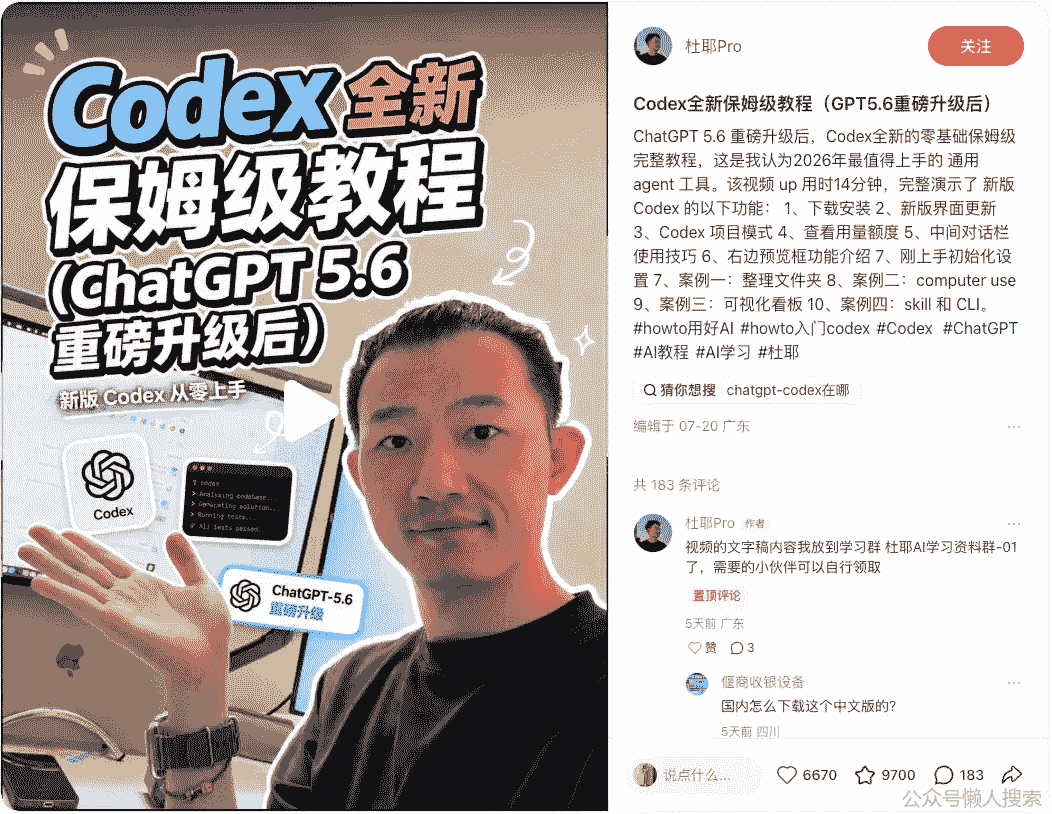 Codex 全新
保姆级教程
(ChatGPT 5.6
重磅升级后)
新版 Codex 从零上手
Codex
$ codex
> Analyzing codebase...
> Generating solution...
> Running tests...
✓ All tests passed.
ChatGPT-5.6
重磅升级
杜耶Pro
关注
Codex全新保姆级教程（GPT5.6重磅升级后）
ChatGPT 5.6 重磅升级后，Codex全新的零基础保姆级
完整教程，这是我认为2026年最值得上手的 通用
agent 工具。该视频 up 用时14分钟，完整演示了 新版
Codex 的以下功能： 1、下载安装 2、新版界面更新
3、Codex 项目模式 4、查看用量额度 5、中间对话栏
使用技巧 6、右边预览框功能介绍 7、刚上手初始化设
置 7、案例一：整理文件夹 8、案例二：computer use
9、案例三：可视化看板 10、案例四：skill 和 CLI。
#howto用好AI #howto入门codex #Codex #ChatGPT
#AI教程 #AI学习 #杜耶
猜你想搜 chatgpt-codex在哪
编辑于 07-20 广东
共 183 条评论
杜耶Pro 作者
视频的文字稿内容我放到学习群 杜耶AI学习资料群-01
了，需要的小伙伴可以自行领取
置顶评论
5天前 广东
赞 3
偃商收银设备
国内怎么下载这个中文版的?
5天前 四川
说点什么... 6670 9700 183
公众号懒人搜索